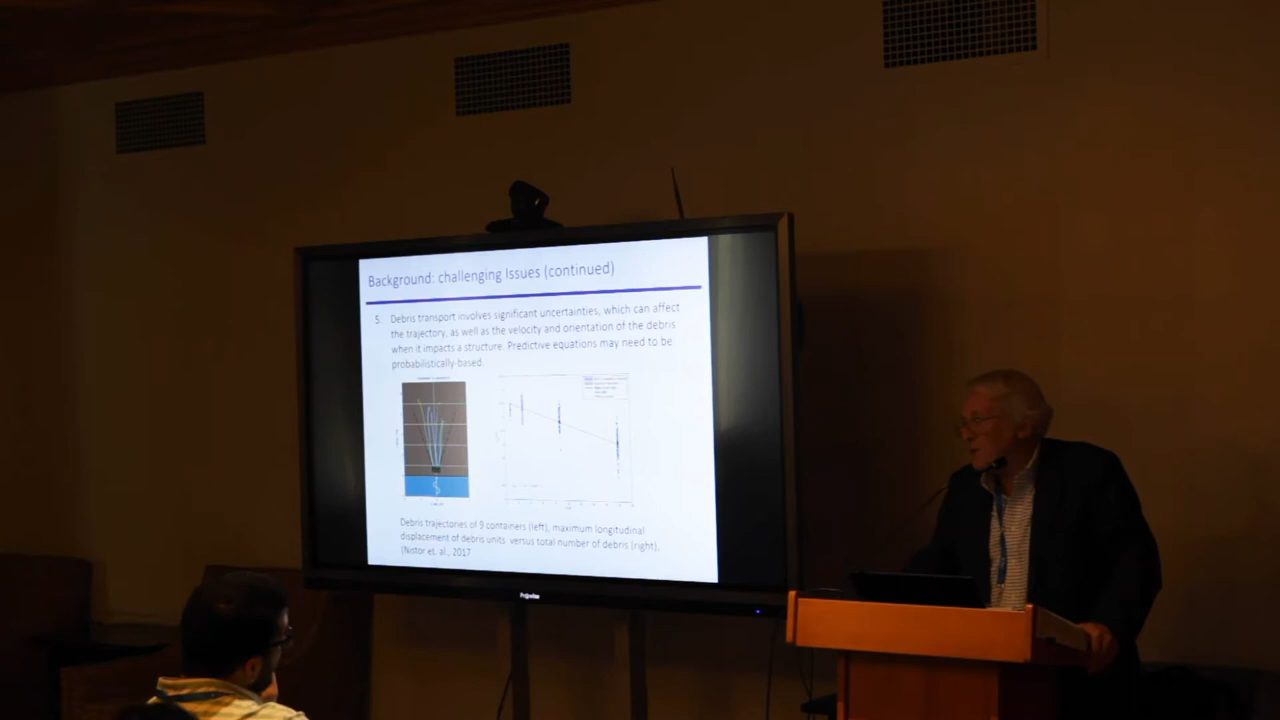 Background: challenging Issues (continued)
5. Debris transport involves significant uncertainties, which can affect
the trajectory, as well as the velocity and orientation of the debris
when it impacts a structure. Predictive equations may need to be
probabilistically-based.
Debris trajectories of 9 containers (left), maximum longitudinal
displacement of debris units versus total number of debris (right),
(Nistor et. al., 2017
Prowise